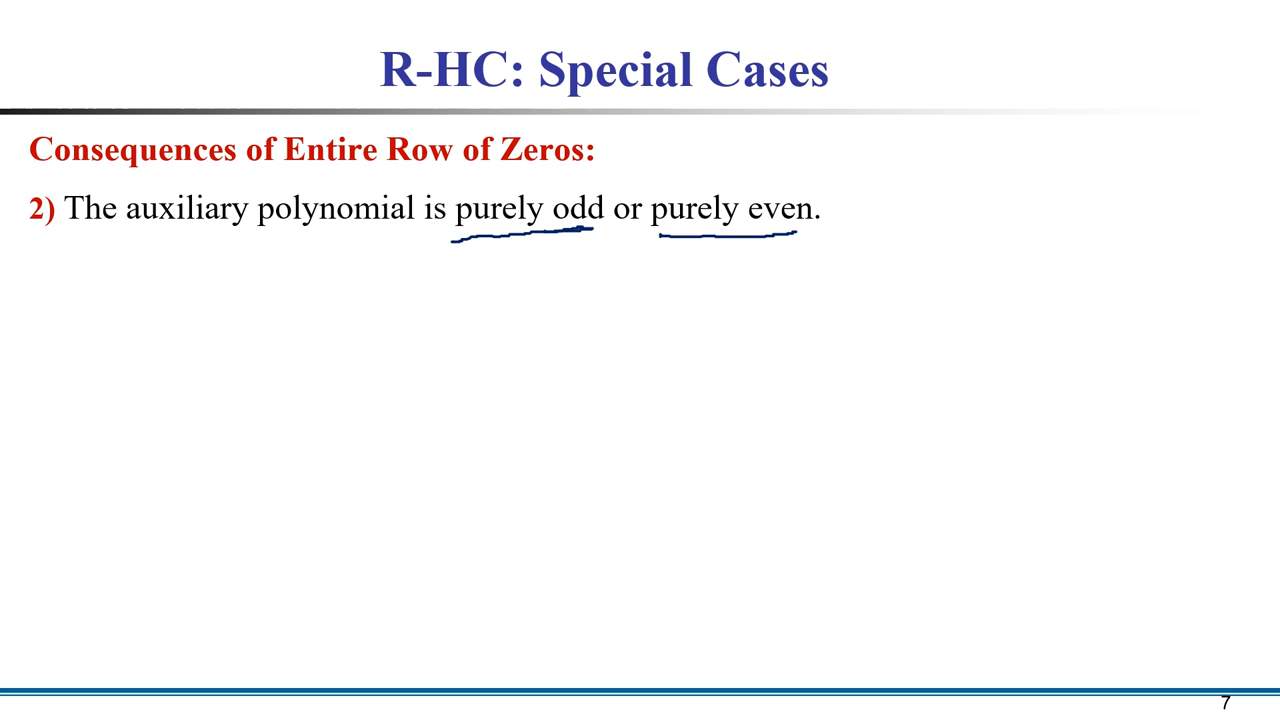 R-HC: Special Cases
Consequences of Entire Row of Zeros:
2) The auxiliary polynomial is purely odd or purely even.
7